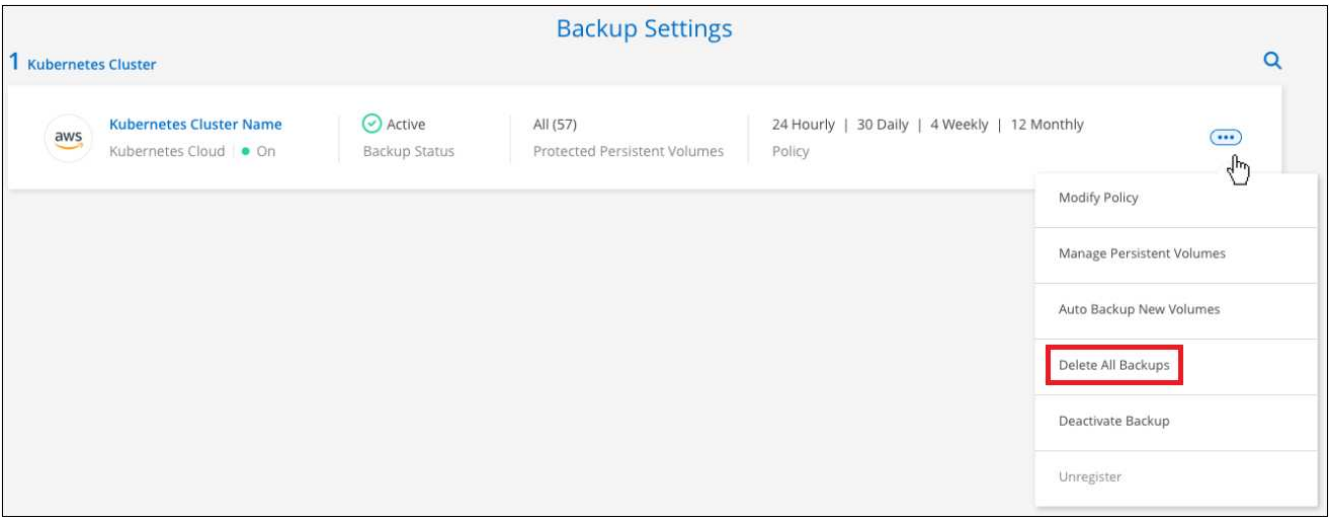 Backup Settings
1 Kubernetes Cluster
aws
Kubernetes Cluster Name
Kubernetes Cloud
On
Active
Backup Status
All (57)
Protected Persistent Volumes
24 Hourly | 30 Daily | 4 Weekly | 12 Monthly
Policy
Modify Policy
Manage Persistent Volumes
Auto Backup New Volumes
Delete All Backups
Deactivate Backup
Unregister